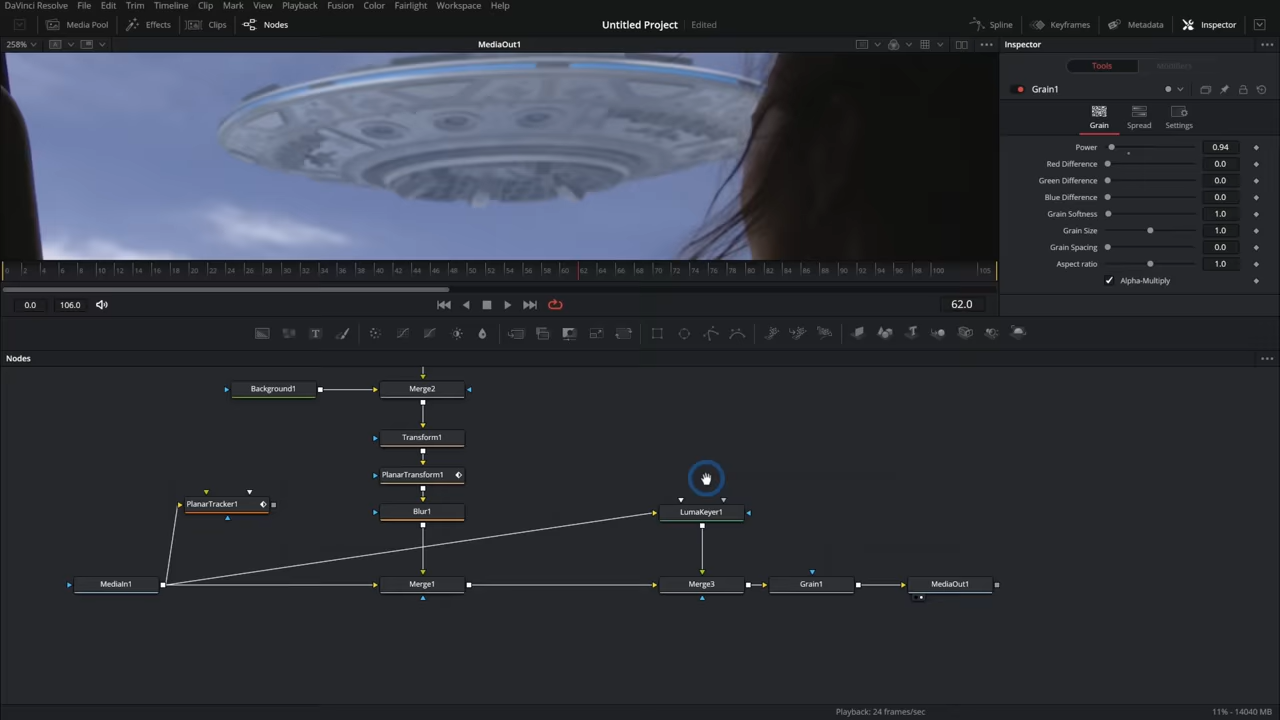 DaVinci Resolve File Edit Trim Timeline Clip Mark View Playback Fusion Color Fairlight Workspace Help
Media Pool Effects Clips Nodes Untitled Project Edited Spline Keyframes Metadata Inspector
258% MediaOut1 Inspector
Tools Modifiers
Grain1
Grain Spread Settings
Power 0.94
Red Difference 0.0
Green Difference 0.0
Blue Difference 0.0
Grain Softness 1.0
Grain Size 1.0
Grain Spacing 0.0
Aspect ratio 1.0
Alpha-Multiply
0 2 4 6 8 10 12 14 16 18 20 22 24 26 28 30 32 34 36 38 40 42 44 46 48 50 52 54 56 58 60 62 64 66 68 70 72 74 76 78 80 82 84 86 88 90 92 94 96 98 100 105
0.0 106.0 62.0
Nodes
Background1 Merge2
Transform1
PlanarTransform1
PlanarTracker1 Blur1 LumaKeyer1
MediaIn1 Merge1 Merge3 Grain1 MediaOut1
Playback: 24 frames/sec 11% - 14040 MB